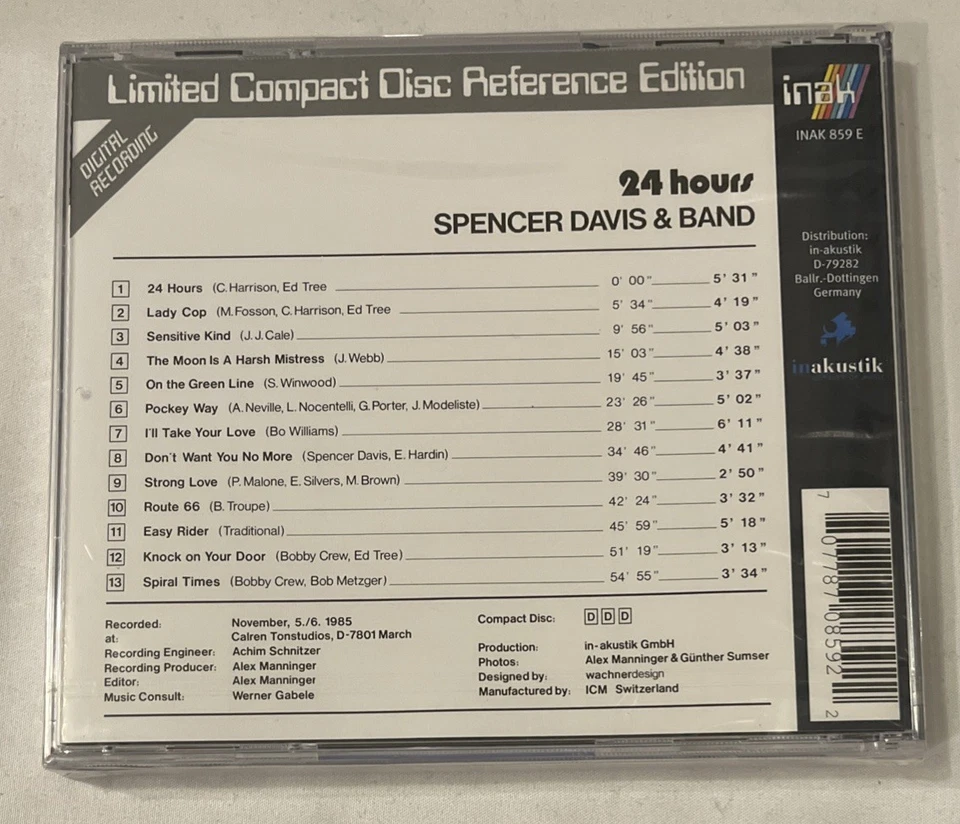 Limited Compact Disc Reference Edition
DIGITAL
RECORDING
inak
INAK 859 E
24 hours
SPENCER DAVIS & BAND
1 24 Hours (C. Harrison, Ed Tree 0' 00" 5' 31"
2 Lady Cop (M. Fosson, C. Harrison, Ed Tree 5' 34" 4' 19"
3 Sensitive Kind (J. J. Cale) 9' 56" 5' 03"
4 The Moon Is A Harsh Mistress (J. Webb) 15' 03" 4' 38"
5 On the Green Line (S. Winwood) 19' 45" 3' 37"
6 Pockey Way (A. Neville, L. Nocentelli, G. Porter, J. Modeliste) 23' 26" 5' 02"
7 I'll Take Your Love (Bo Williams) 28' 31" 6' 11"
8 Don't Want You No More (Spencer Davis, E. Hardin) 34' 46" 4' 41"
9 Strong Love (P. Malone, E. Silvers, M. Brown) 39' 30" 2' 50"
10 Route 66 (B. Troupe) 42' 24" 3' 32"
11 Easy Rider (Traditional) 45' 59" 5' 18"
12 Knock on Your Door (Bobby Crew, Ed Tree) 51' 19" 3' 13"
13 Spiral Times (Bobby Crew, Bob Metzger) 54' 55" 3' 34"
Recorded: November, 5./6. 1985
at: Calren Tonstudios, D-7801 March
Recording Engineer: Achim Schnitzer
Recording Producer: Alex Manninger
Editor: Alex Manninger
Music Consult: Werner Gabele
Compact Disc: D D D
Production: in-akustik GmbH
Photos: Alex Manninger & Günther Sumser
Designed by: wachnerdesign
Manufactured by: ICM Switzerland
Distribution:
in-akustik
D-79282
Ballr.-Dottingen
Germany
inakustik
7 07787 08592 2